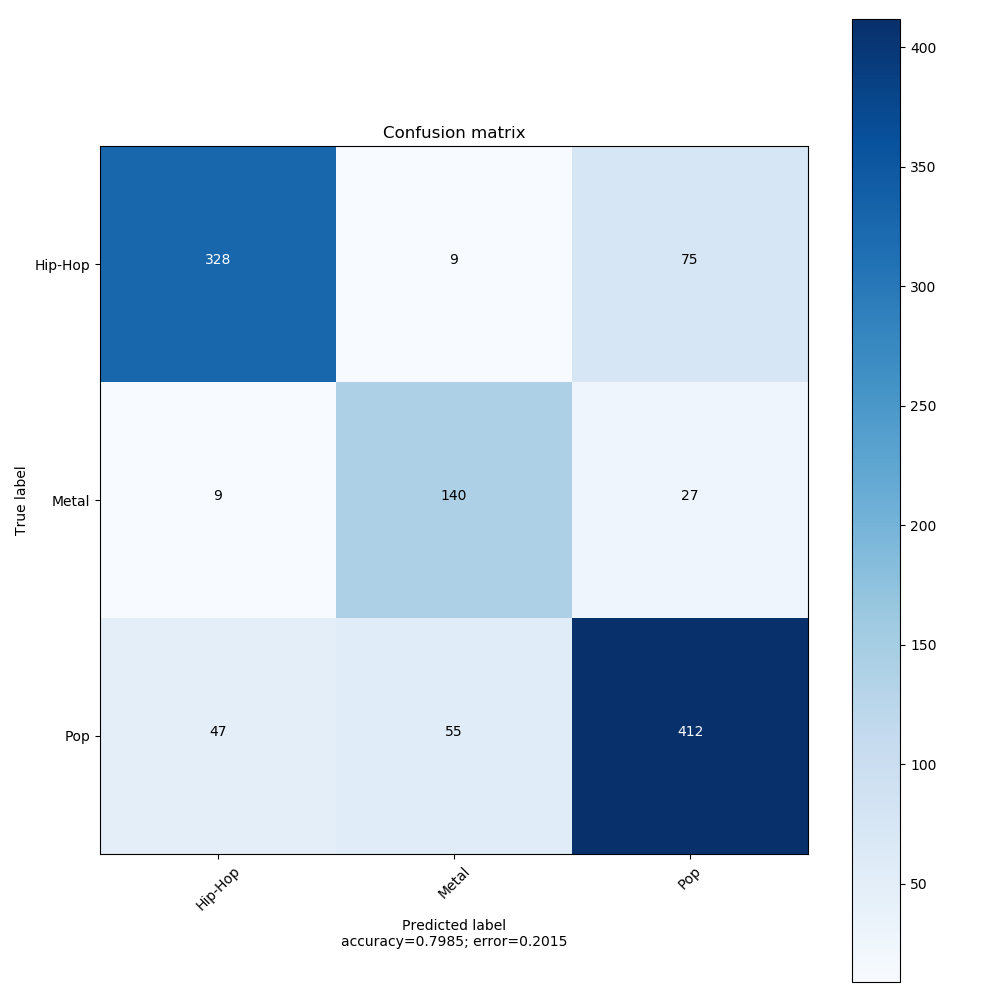 Confusion matrix
True label
Hip-Hop
328
9
75
Metal
9
140
27
Pop
47
55
412
Hip-Hop
Metal
Pop
Predicted label
accuracy=0.7985; error=0.2015
400
350
300
250
200
150
100
50